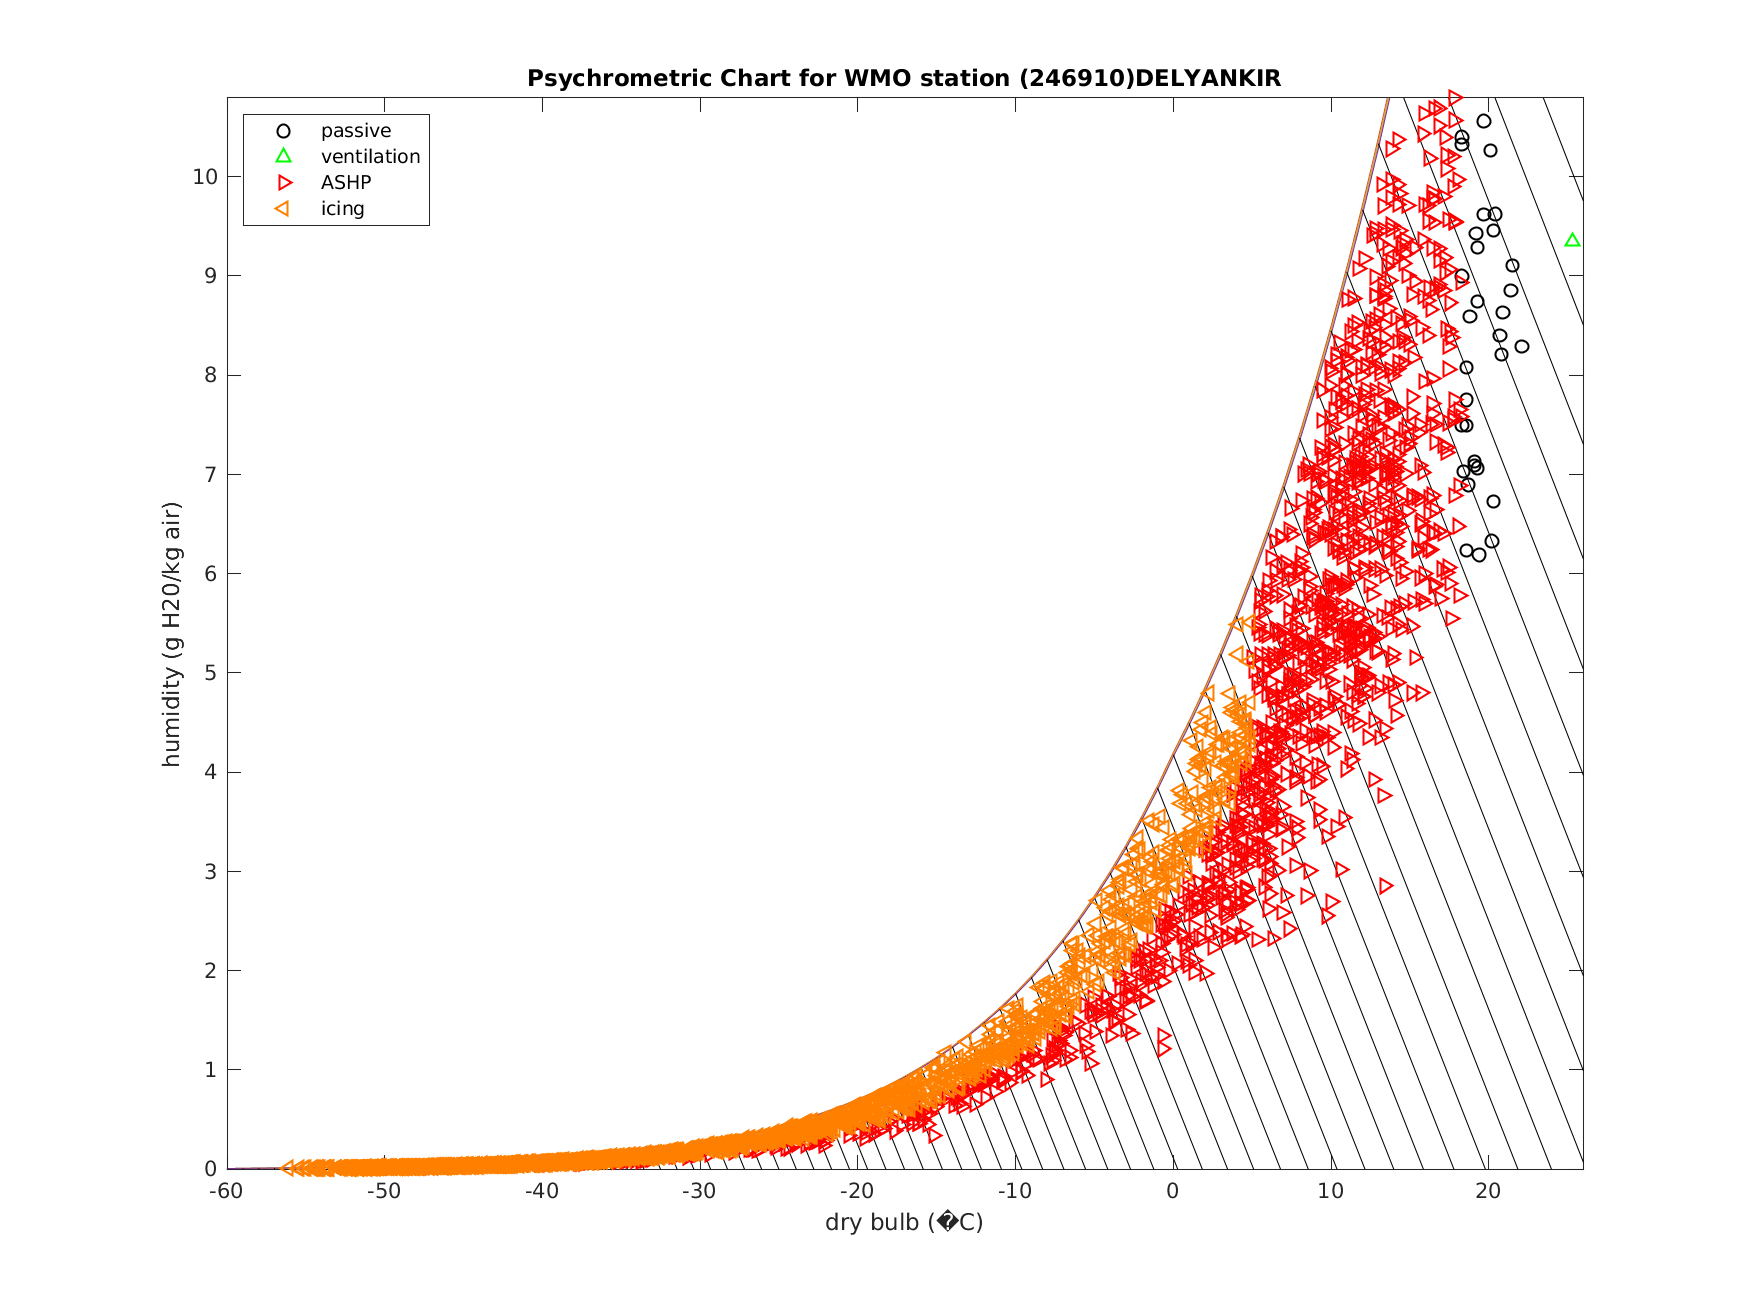 Psychrometric Chart for WMO station (246910)DELYANKIR
passive
ventilation
ASHP
icing
10
9
8
7
6
5
4
3
2
1
0
humidity (g H20/kg air)
-60 -50 -40 -30 -20 -10 0 10 20
dry bulb (�C)